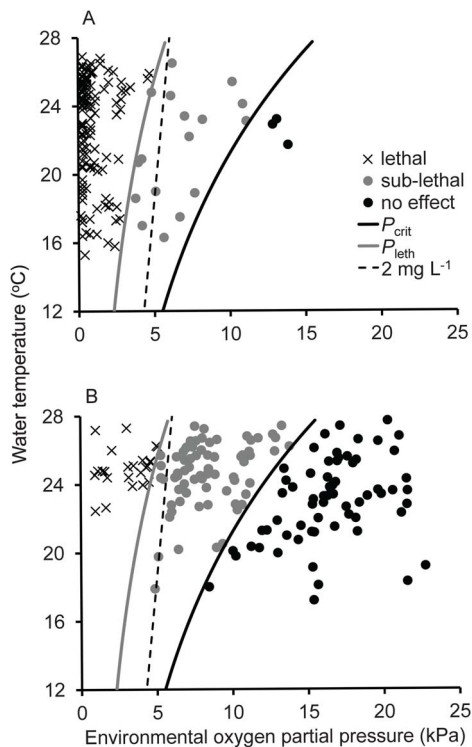 A
28
24
20
16
12
0
5
10
15
20
25
× lethal
sub-lethal
no effect
Pcrit
Pleth
2 mg L⁻¹
Water temperature (ºC)
B
28
24
20
16
12
0
5
10
15
20
25
Environmental oxygen partial pressure (kPa)